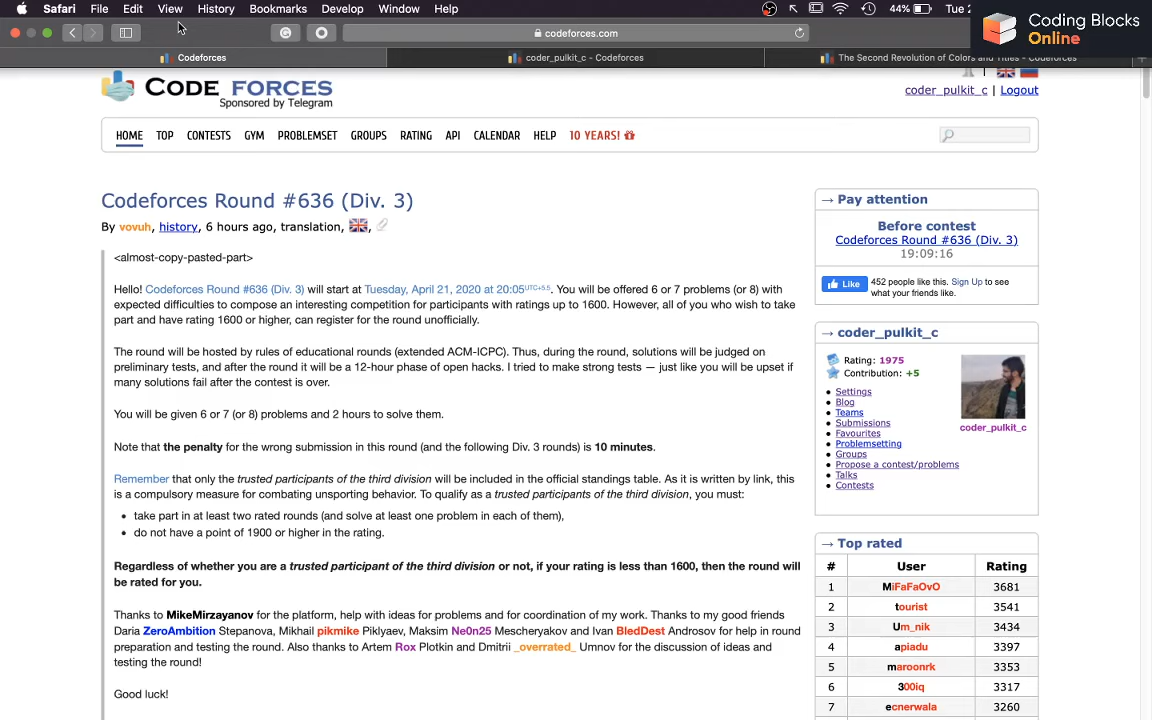 Safari File Edit View History Bookmarks Develop Window Help 44% Tue 2
Coding Blocks
Online
codeforces.com
Codeforces
coder_pulkit_c - Codeforces
The Second Revolution of Colors and Titles - Codeforces
CODE FORCES
Sponsored by Telegram
coder_pulkit_c | Logout
HOME TOP CONTESTS GYM PROBLEMSET GROUPS RATING API CALENDAR HELP 10 YEARS!
Codeforces Round #636 (Div. 3)
By vovuh, history, 6 hours ago, translation,
<almost-copy-pasted-part>
Hello! Codeforces Round #636 (Div. 3) will start at Tuesday, April 21, 2020 at 20:05UTC+5.5. You will be offered 6 or 7 problems (or 8) with
expected difficulties to compose an interesting competition for participants with ratings up to 1600. However, all of you who wish to take
part and have rating 1600 or higher, can register for the round unofficially.
The round will be hosted by rules of educational rounds (extended ACM-ICPC). Thus, during the round, solutions will be judged on
preliminary tests, and after the round it will be a 12-hour phase of open hacks. I tried to make strong tests — just like you will be upset if
many solutions fail after the contest is over.
You will be given 6 or 7 (or 8) problems and 2 hours to solve them.
Note that the penalty for the wrong submission in this round (and the following Div. 3 rounds) is 10 minutes.
Remember that only the trusted participants of the third division will be included in the official standings table. As it is written by link, this
is a compulsory measure for combating unsporting behavior. To qualify as a trusted participants of the third division, you must:
• take part in at least two rated rounds (and solve at least one problem in each of them),
• do not have a point of 1900 or higher in the rating.
Regardless of whether you are a trusted participant of the third division or not, if your rating is less than 1600, then the round will
be rated for you.
Thanks to MikeMirzayanov for the platform, help with ideas for problems and for coordination of my work. Thanks to my good friends
Daria ZeroAmbition Stepanova, Mikhail pikmike Piklyaev, Maksim Ne0n25 Mescheryakov and Ivan BledDest Androsov for help in round
preparation and testing the round. Also thanks to Artem Rox Plotkin and Dmitrii _overrated_ Umnov for the discussion of ideas and
testing the round!
Good luck!
→ Pay attention
Before contest
Codeforces Round #636 (Div. 3)
19:09:16
Like 452 people like this. Sign Up to see
what your friends like.
→ coder_pulkit_c
Rating: 1975
Contribution: +5
• Settings
• Blog
• Teams
• Submissions
• Favourites
• Problemsetting
• Groups
• Propose a contest/problems
• Talks
• Contests
coder_pulkit_c
→ Top rated
# User Rating
1 MiFaFaOvO 3681
2 tourist 3541
3 Um_nik 3434
4 apiadu 3397
5 maroonrk 3353
6 300iq 3317
7 ecnerwala 3260